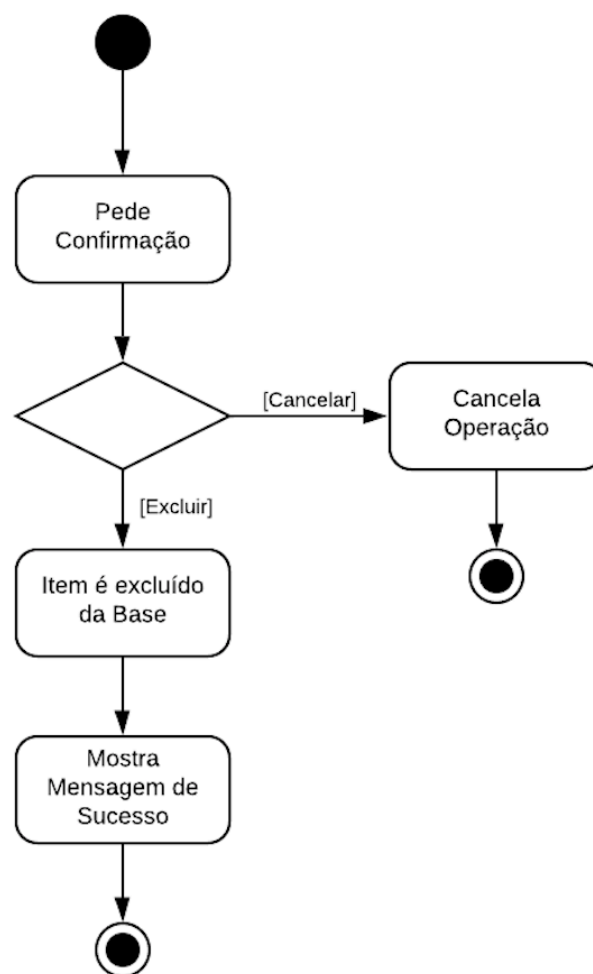 Pede
Confirmação
[Cancelar]
Cancela
Operação
[Excluir]
Item é excluído
da Base
Mostra
Mensagem de
Sucesso